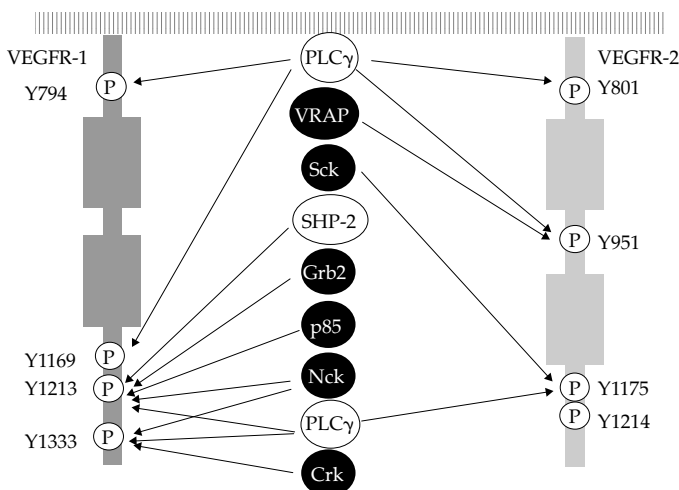 VEGFR-1
PLCγ
VEGFR-2
Y794
P
P
Y801
VRAP
Sck
SHP-2
P
Y951
Grb2
p85
Y1169
P
Nck
Y1213
P
P
Y1175
PLCγ
P
Y1214
Y1333
P
Crk